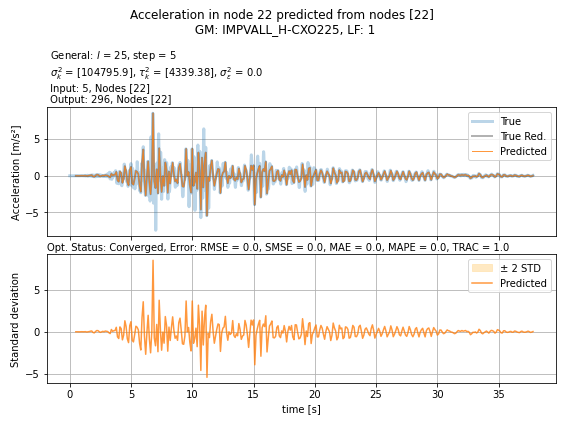 Acceleration in node 22 predicted from nodes [22]
GM: IMPVALL_H-CXO225, LF: 1
General: l = 25, step = 5
σ²ₖ = [104795.9], τ²ₖ = [4339.38], σ²ε = 0.0
Input: 5, Nodes [22]
Output: 296, Nodes [22]
Acceleration [m/s²]
5
0
−5
True
True Red.
Predicted
Opt. Status: Converged, Error: RMSE = 0.0, SMSE = 0.0, MAE = 0.0, MAPE = 0.0, TRAC = 1.0
Standard deviation
5
0
−5
± 2 STD
Predicted
0 5 10 15 20 25 30 35
time [s]